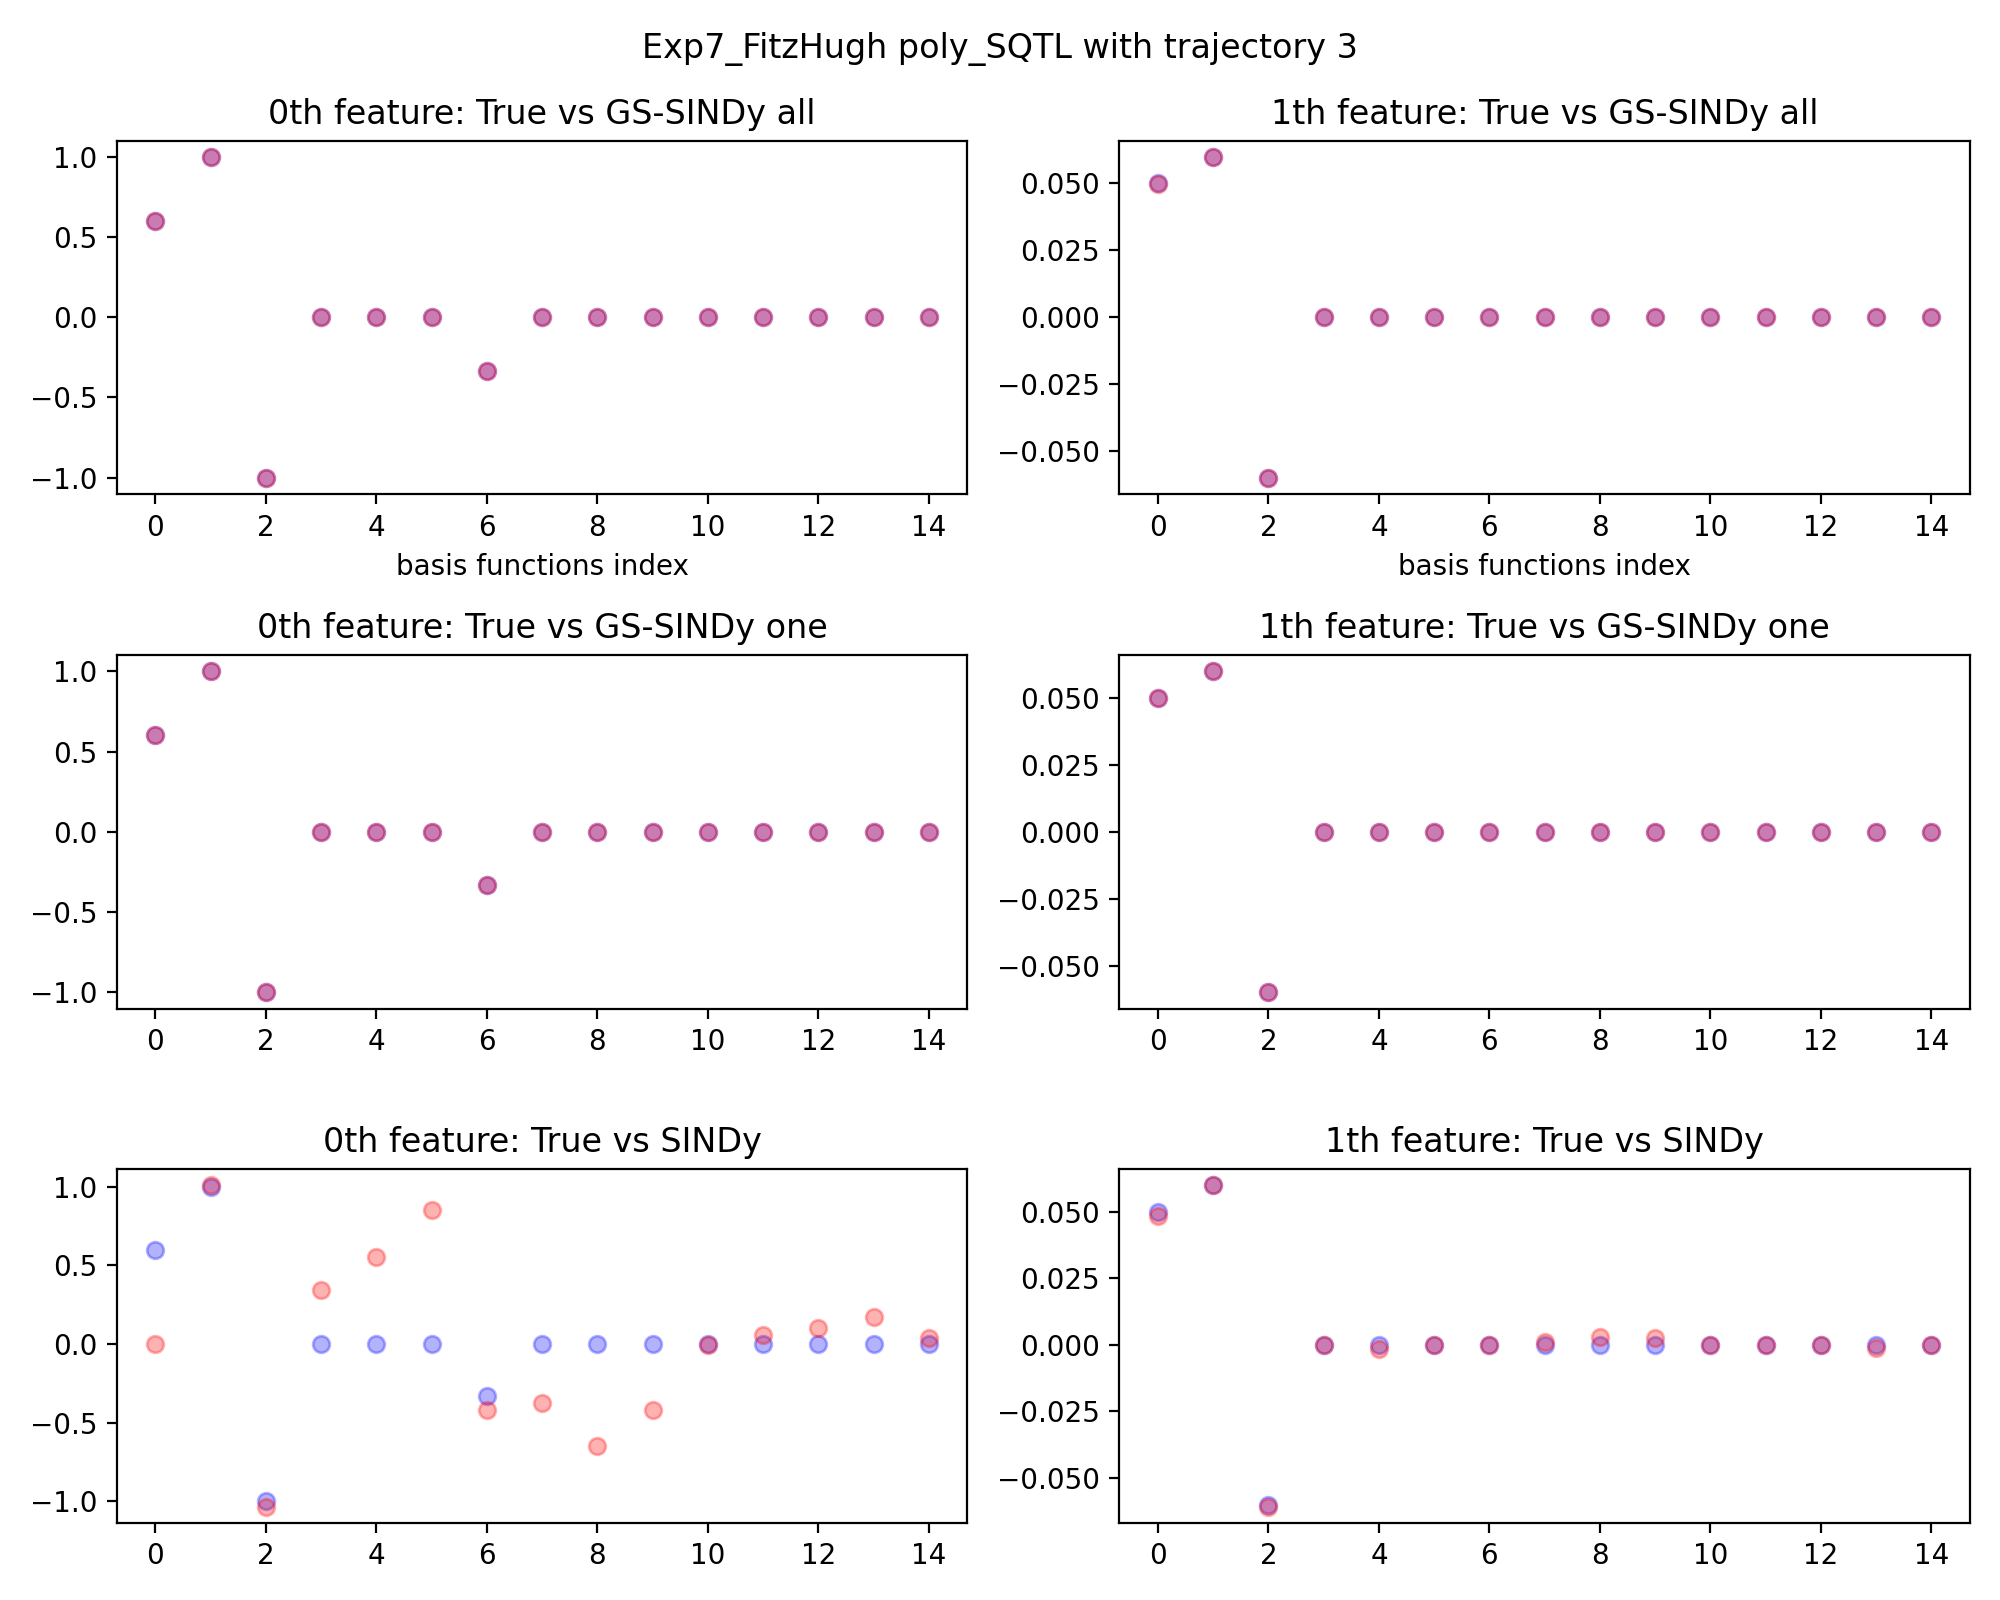 Exp7_FitzHugh poly_SQTL with trajectory 3
0th feature: True vs GS-SINDy all
1.0
0.5
0.0
−0.5
−1.0
0 2 4 6 8 10 12 14
basis functions index
1th feature: True vs GS-SINDy all
0.050
0.025
0.000
−0.025
−0.050
0 2 4 6 8 10 12 14
basis functions index
0th feature: True vs GS-SINDy one
1.0
0.5
0.0
−0.5
−1.0
0 2 4 6 8 10 12 14
1th feature: True vs GS-SINDy one
0.050
0.025
0.000
−0.025
−0.050
0 2 4 6 8 10 12 14
0th feature: True vs SINDy
1.0
0.5
0.0
−0.5
−1.0
0 2 4 6 8 10 12 14
1th feature: True vs SINDy
0.050
0.025
0.000
−0.025
−0.050
0 2 4 6 8 10 12 14